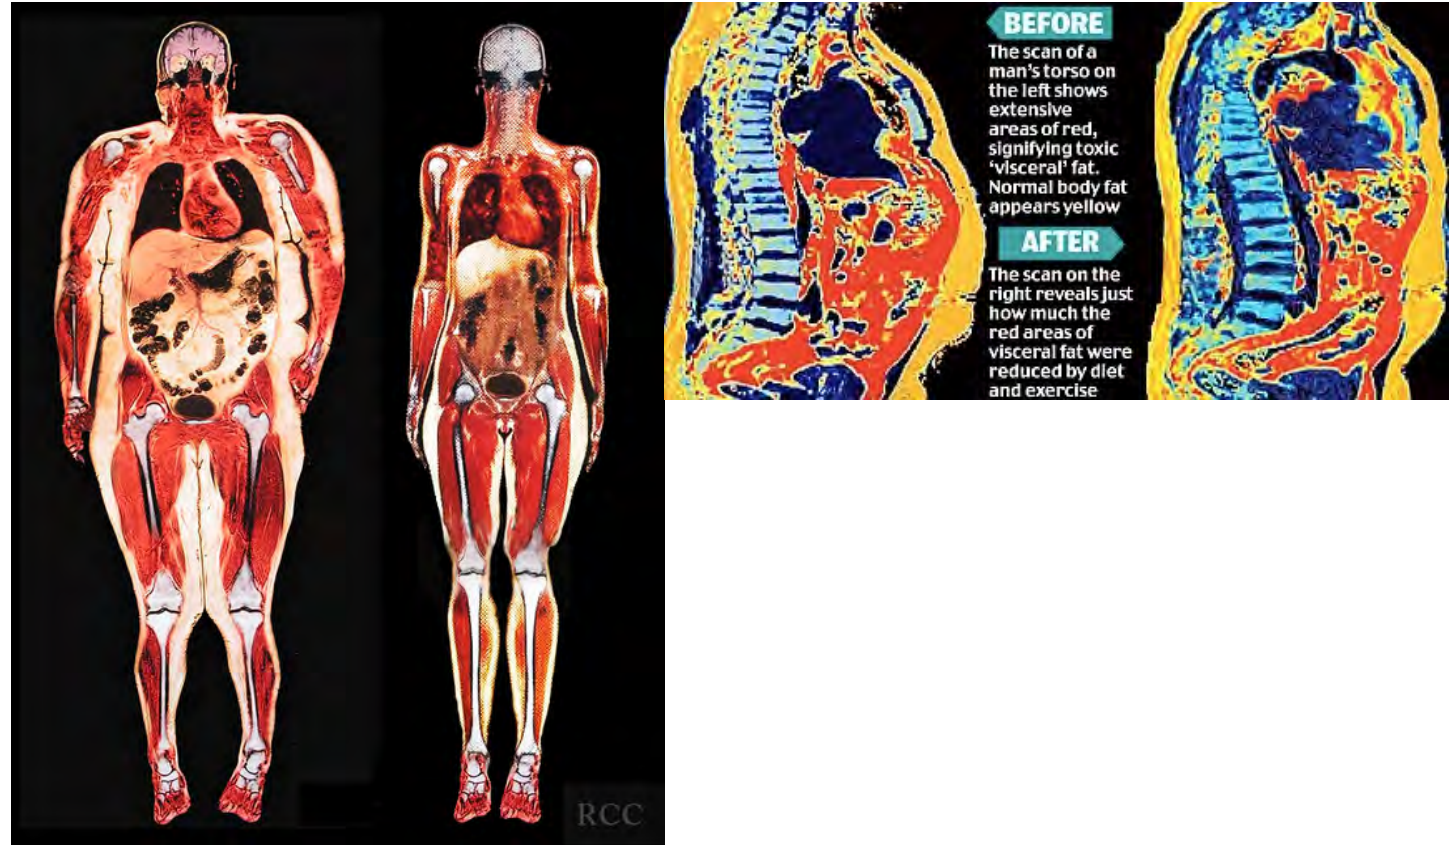 BEFORE
The scan of a
man's torso on
the left shows
extensive
areas of red,
signifying toxic
'visceral' fat.
Normal body fat
appears yellow
AFTER
The scan on the
right reveals just
how much the
red areas of
visceral fat were
reduced by diet
and exercise
RCC